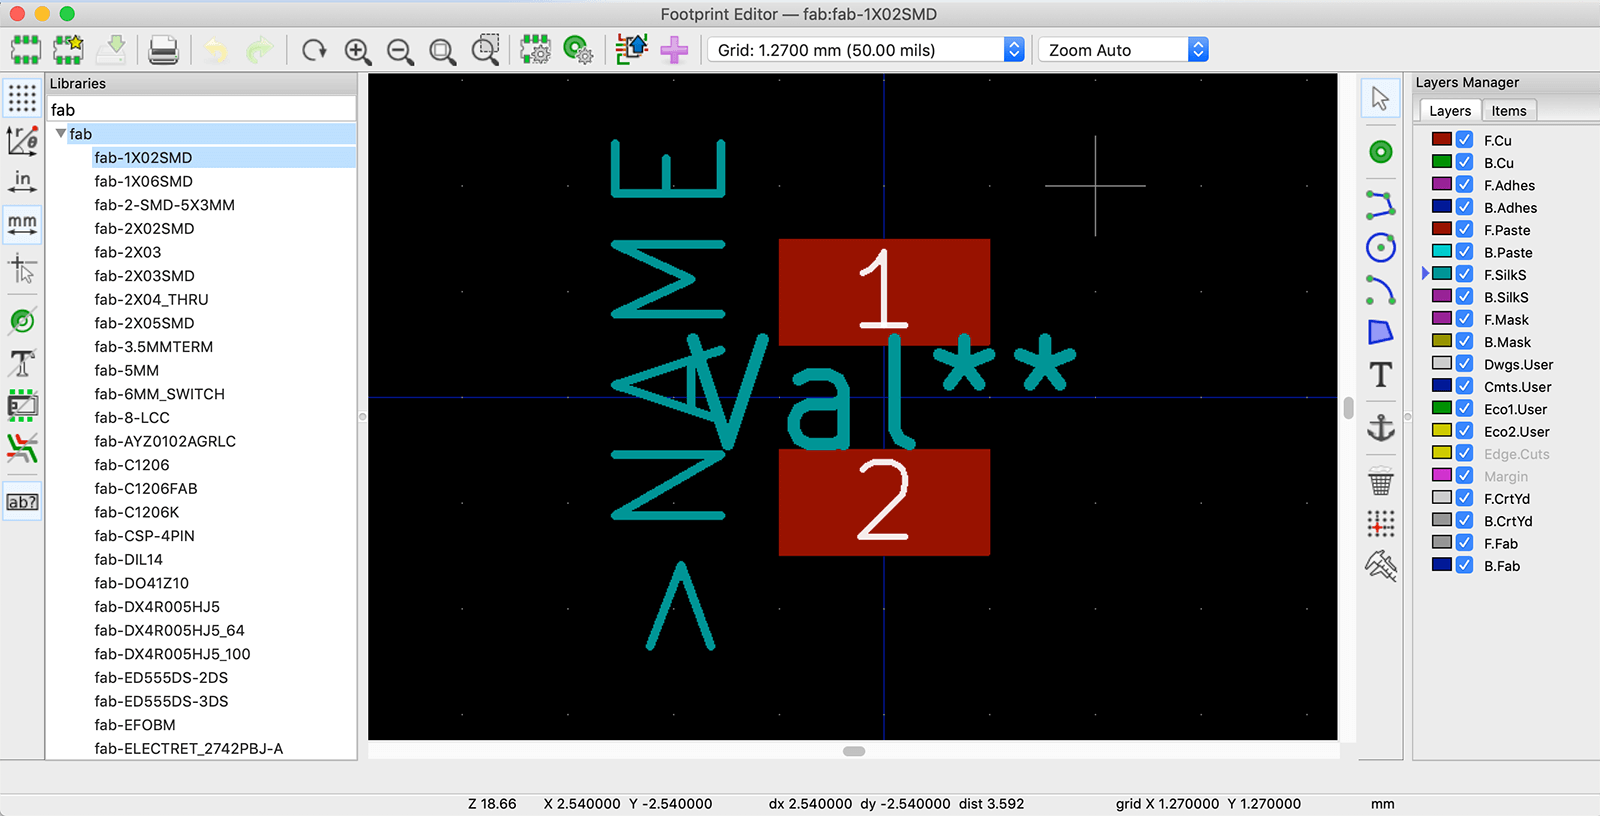 Footprint Editor — fab:fab-1X02SMD
Grid: 1.2700 mm (50.00 mils)
Zoom Auto
Libraries
fab
fab
fab-1X02SMD
fab-1X06SMD
fab-2-SMD-5X3MM
fab-2X02SMD
fab-2X03
fab-2X03SMD
fab-2X04_THRU
fab-2X05SMD
fab-3.5MMTERM
fab-5MM
fab-6MM_SWITCH
fab-8-LCC
fab-AYZ0102AGRLC
fab-C1206
fab-C1206FAB
fab-C1206K
fab-CSP-4PIN
fab-DIL14
fab-DO41Z10
fab-DX4R005HJ5
fab-DX4R005HJ5_64
fab-DX4R005HJ5_100
fab-ED555DS-2DS
fab-ED555DS-3DS
fab-EFOBM
fab-ELECTRET_2742PBJ-A
r
θ
in
mm
T
ab?
>NAME
1
Val**
2
T
Layers Manager
Layers
Items
F.Cu
B.Cu
F.Adhes
B.Adhes
F.Paste
B.Paste
F.SilkS
B.SilkS
F.Mask
B.Mask
Dwgs.User
Cmts.User
Eco1.User
Eco2.User
Edge.Cuts
Margin
F.CrtYd
B.CrtYd
F.Fab
B.Fab
Z 18.66
X 2.540000 Y -2.540000
dx 2.540000 dy -2.540000 dist 3.592
grid X 1.270000 Y 1.270000
mm